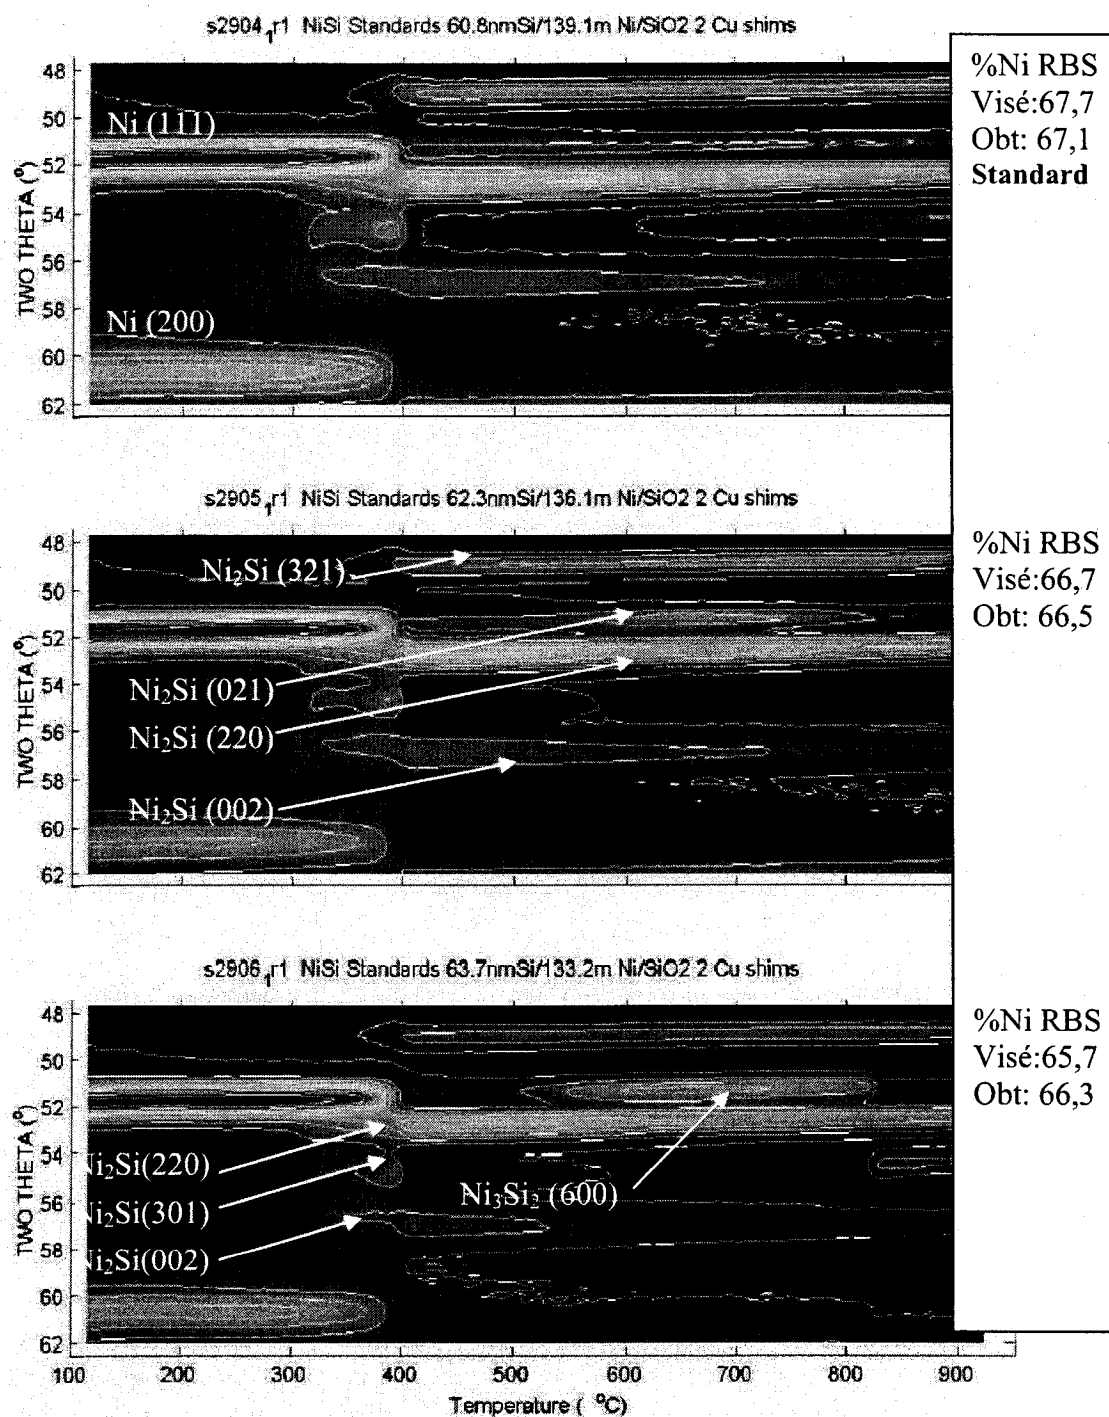 s2904_1r1 NiSi Standards 60.8nmSi/139.1m Ni/SiO2 2 Cu shims
%Ni RBS
Visé:67,7
Obt: 67,1
Standard
TWO THETA (°)
48
50
52
54
56
58
60
62
Ni (111)
Ni (200)
s2905_1r1 NiSi Standards 62.3nmSi/136.1m Ni/SiO2 2 Cu shims
%Ni RBS
Visé:66,7
Obt: 66,5
TWO THETA (°)
48
50
52
54
56
58
60
62
Ni₂Si (321)
Ni₂Si (021)
Ni₂Si (220)
Ni₂Si (002)
s2906_1r1 NiSi Standards 63.7nmSi/133.2m Ni/SiO2 2 Cu shims
%Ni RBS
Visé:65,7
Obt: 66,3
TWO THETA (°)
48
50
52
54
56
58
60
62
Ni₂Si(220)
Ni₂Si(301)
Ni₂Si(002)
Ni₃Si₂ (600)
100 200 300 400 500 600 700 800 900
Temperature ( °C)